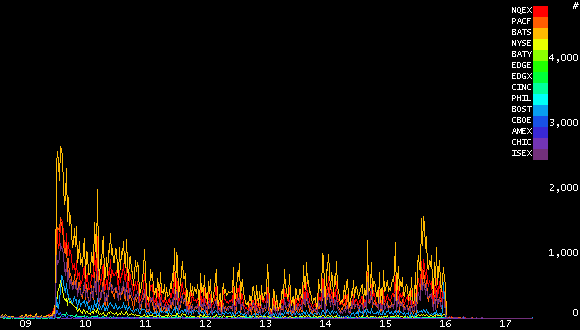 NQEX #
PACF
BATS
NYSE
BATY 4,000
EDGE
EDGX
CINC
PHIL
BOST
CBOE 3,000
AMEX
CHIC
ISEX
2,000
1,000
0
09 10 11 12 13 14 15 16 17